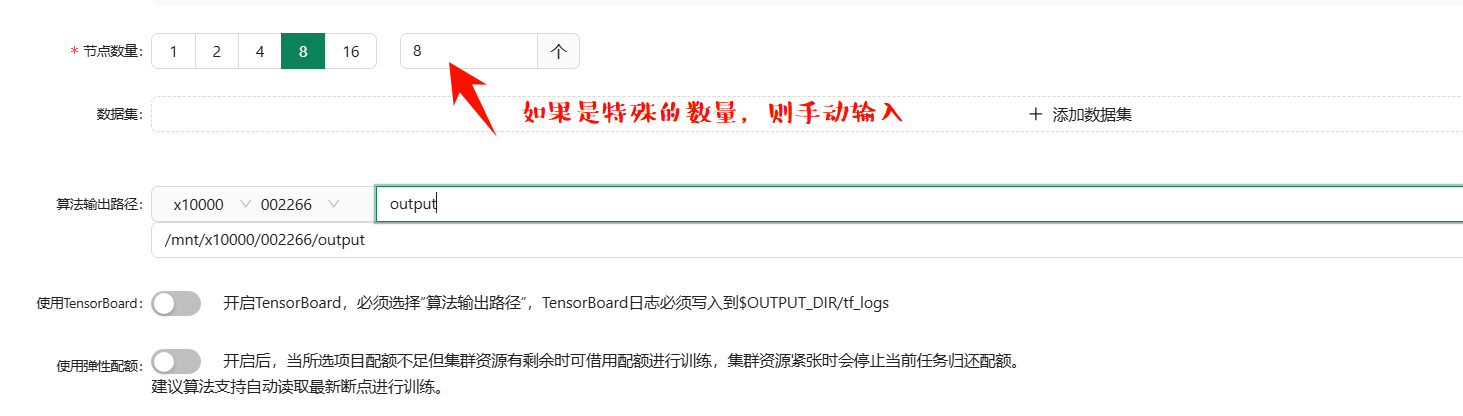 * 节点数量: 1 2 4 8 16 8 个
如果是特殊的数量，则手动输入
数据集: + 添加数据集
算法输出路径: x10000 002266 output
/mnt/x10000/002266/output
使用TensorBoard: 开启TensorBoard，必须选择”算法输出路径”，TensorBoard日志必须写入到$OUTPUT_DIR/tf_logs
使用弹性配额: 开启后，当所选项目配额不足但集群资源有剩余时可借用配额进行训练，集群资源紧张时会停止当前任务归还配额。
建议算法支持自动读取最新断点进行训练。